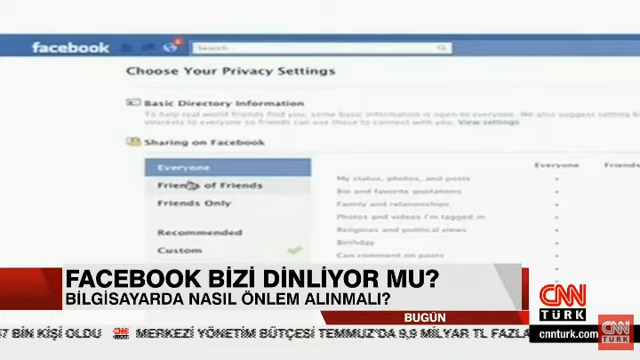 facebook
Search
Choose Your Privacy Settings
Basic Directory Information
To help real world friends find you, some basic information is open to everyone. We also suggest setting
interests to everyone so friends can use those to connect with you. View settings
Sharing on Facebook
Everyone
Friends of Friends
Friends Only
Recommended
Custom
Everyone Friends
My status, photos, and posts
Bio and favorite quotations
Family and relationships
Photos and videos I'm tagged in
Religious and political views
Birthday
Can comment on posts
FACEBOOK BİZİ DİNLİYOR MU?
BİLGİSAYARDA NASIL ÖNLEM ALINMALI?
BUGÜN
CNN
TÜRK
cnnturk.com
BİN KİŞİ OLDU CNN TÜRK MERKEZİ YÖNETİM BÜTÇESİ TEMMUZ'DA 9,9 MİLYAR TL FAZLA
CNN
TÜRK